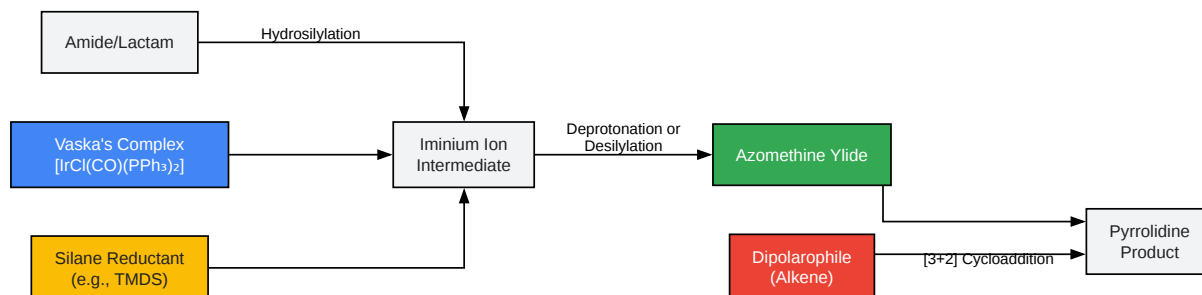 Amide/Lactam
Hydrosilylation
Vaska's Complex
[IrCl(CO)(PPh₃)₂]
Iminium Ion
Intermediate
Deprotonation or
Desilylation
Azomethine Ylide
Silane Reductant
(e.g., TMDS)
Dipolarophile
(Alkene)
[3+2] Cycloaddition
Pyrrolidine
Product